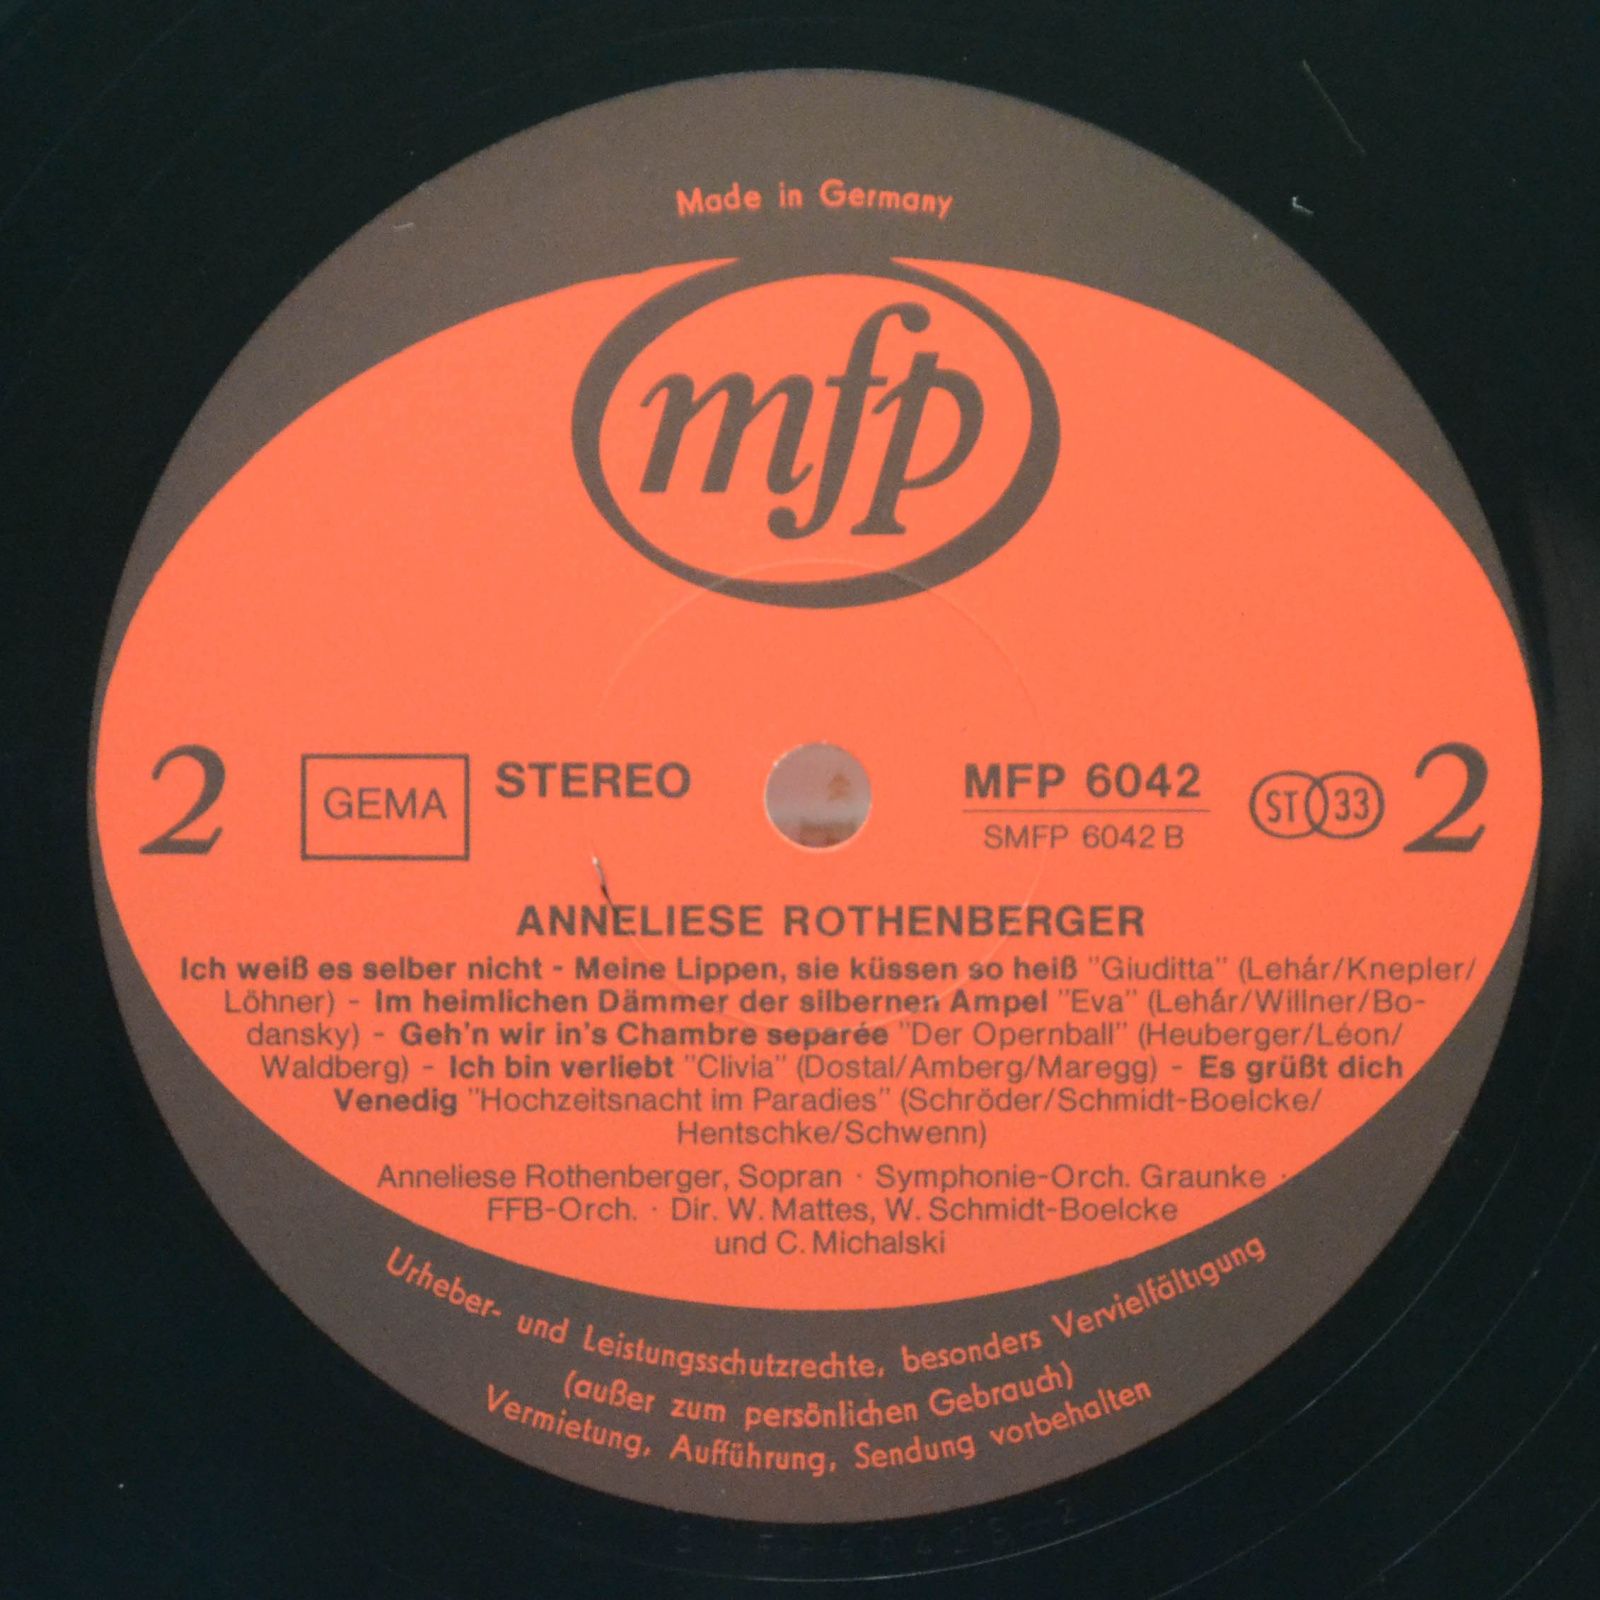 Made in Germany
mfp
2 GEMA STEREO MFP 6042 ST 33 2
SMFP 6042 B
ANNELIESE ROTHENBERGER
Ich weiß es selber nicht - Meine Lippen, sie küssen so heiß "Giuditta" (Lehár/Knepler/
Löhner) - Im heimlichen Dämmer der silbernen Ampel "Eva" (Lehár/Willner/Bo-
dansky) - Geh'n wir in's Chambre separée "Der Opernball" (Heuberger/Léon/
Waldberg) - Ich bin verliebt "Clivia" (Dostal/Amberg/Maregg) - Es grüßt dich
Venedig "Hochzeitsnacht im Paradies" (Schröder/Schmidt-Boelcke/
Hentschke/Schwenn)
Anneliese Rothenberger, Sopran · Symphonie-Orch. Graunke ·
FFB-Orch. · Dir. W. Mattes, W. Schmidt-Boelcke
und C. Michalski
Urheber- und Leistungsschutzrechte, besonders Vervielfältigung
(außer zum persönlichen Gebrauch)
Vermietung, Aufführung, Sendung vorbehalten